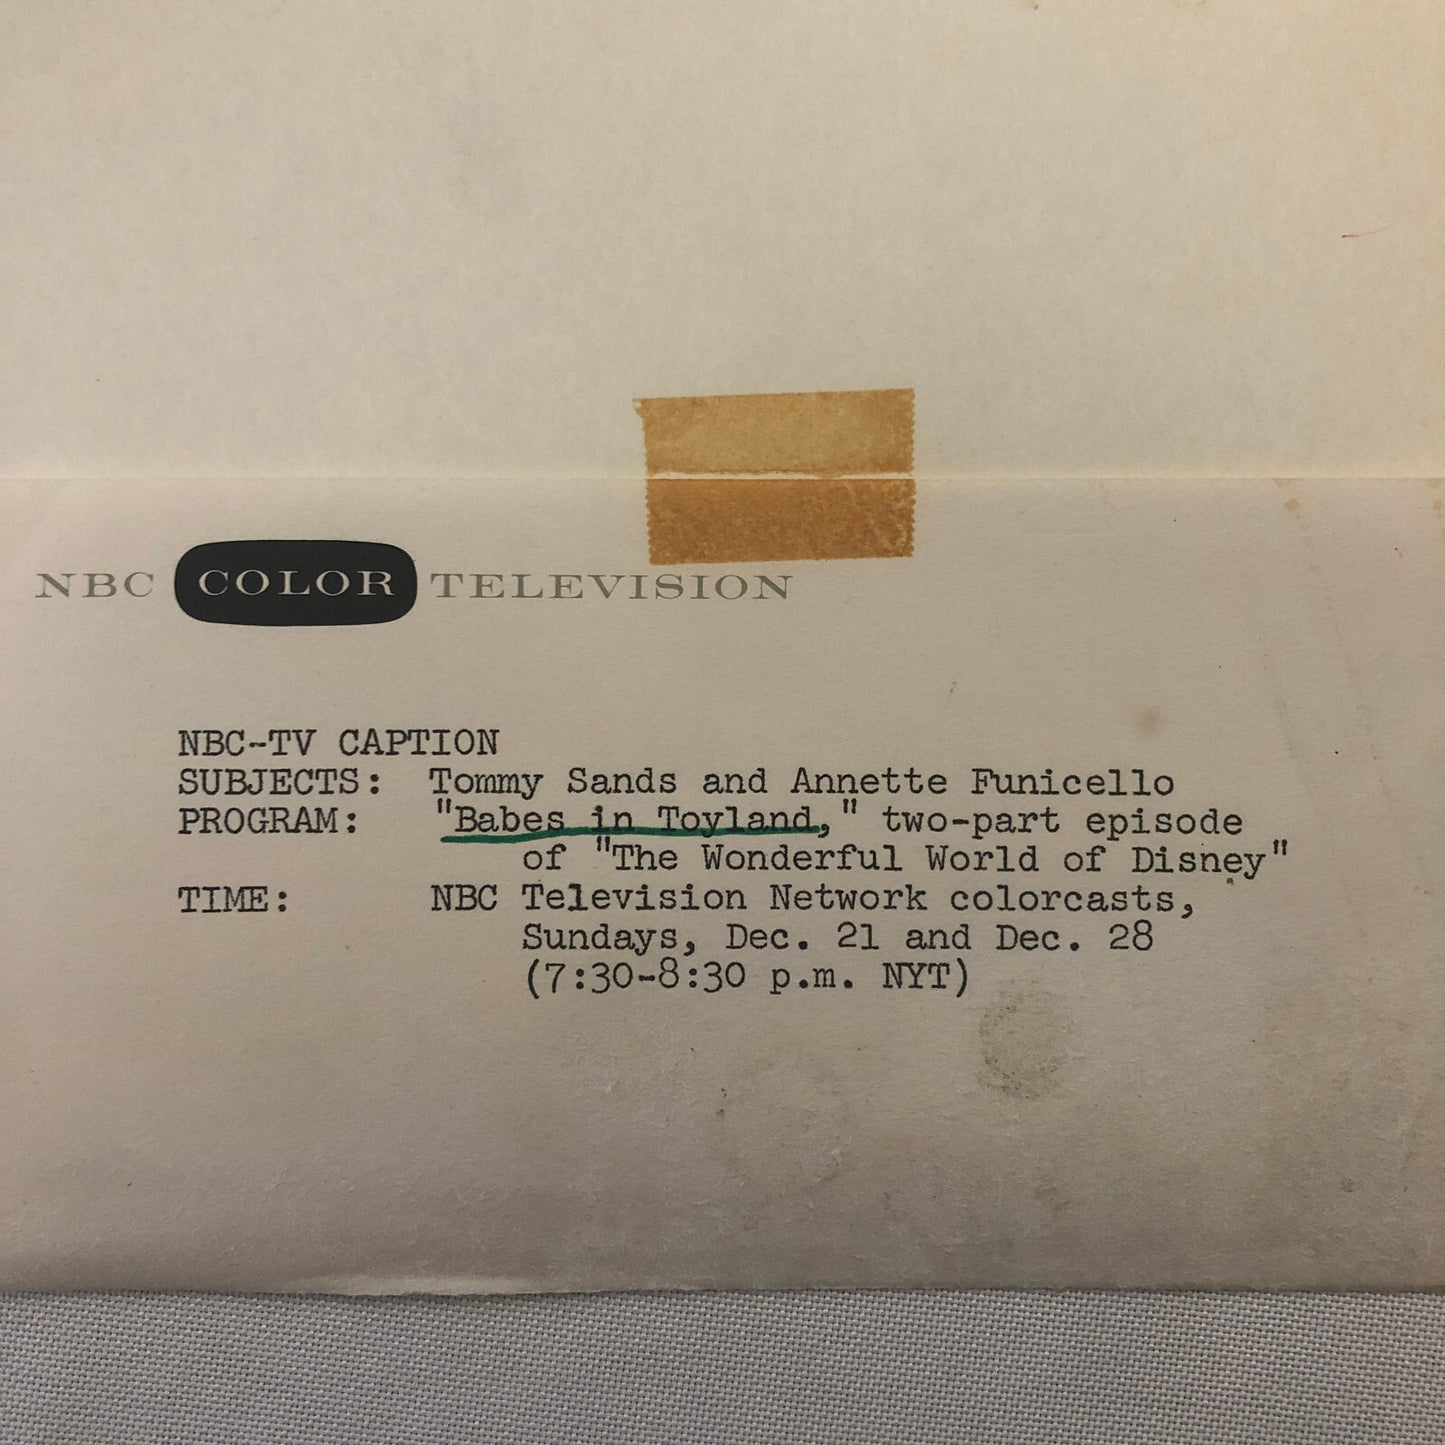 NBC COLOR TELEVISION
NBC-TV CAPTION
SUBJECTS: Tommy Sands and Annette Funicello
PROGRAM: "Babes in Toyland," two-part episode
of "The Wonderful World of Disney"
TIME: NBC Television Network colorcasts,
Sundays, Dec. 21 and Dec. 28
(7:30-8:30 p.m. NYT)